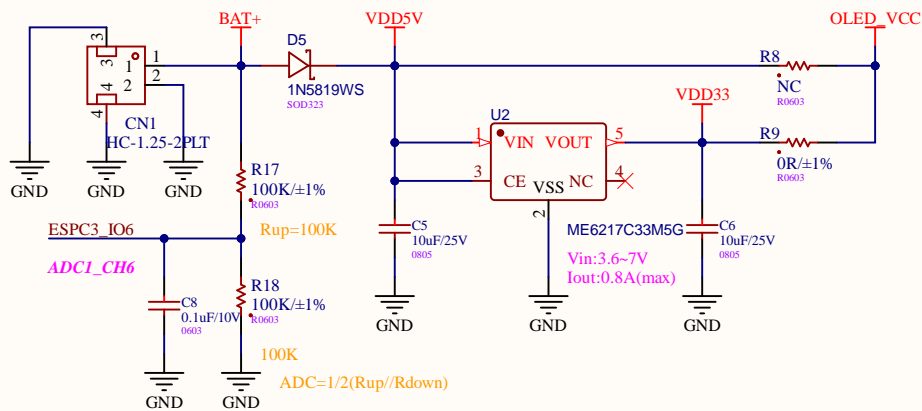 BAT+
VDD5V
OLED_VCC
D5
1N5819WS
SOD323
3
3
1
1
2
2
4
4
CN1
HC-1.25-2PLT
GND
GND
GND
R8
NC
R0603
VDD33
R9
0R/±1%
R0603
U2
1
VIN
VOUT
5
3
CE
VSS
NC
4
2
ME6217C33M5G
Vin:3.6~7V
Iout:0.8A(max)
R17
100K/±1%
R0603
ESPC3_IO6
Rup=100K
ADC1_CH6
C5
10uF/25V
0805
C6
10uF/25V
0805
GND
GND
GND
C8
0.1uF/10V
0603
R18
100K/±1%
R0603
100K
ADC=1/2(Rup//Rdown)
GND
GND